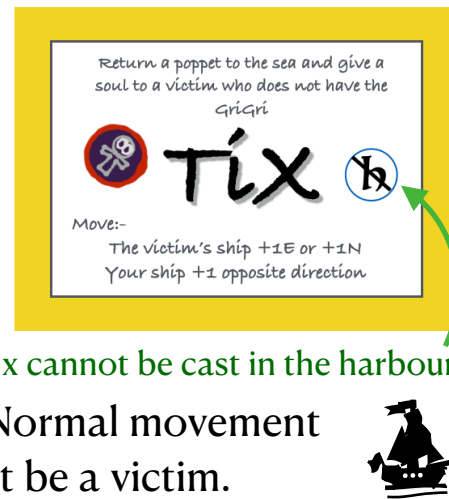 Return a poppet to the sea and give a
soul to a victim who does not have the
GriGri
Tix
h
Move:-
The victim's ship +1E or +1N
Your ship +1 opposite direction
x cannot be cast in the harbour
Normal movement
t be a victim.